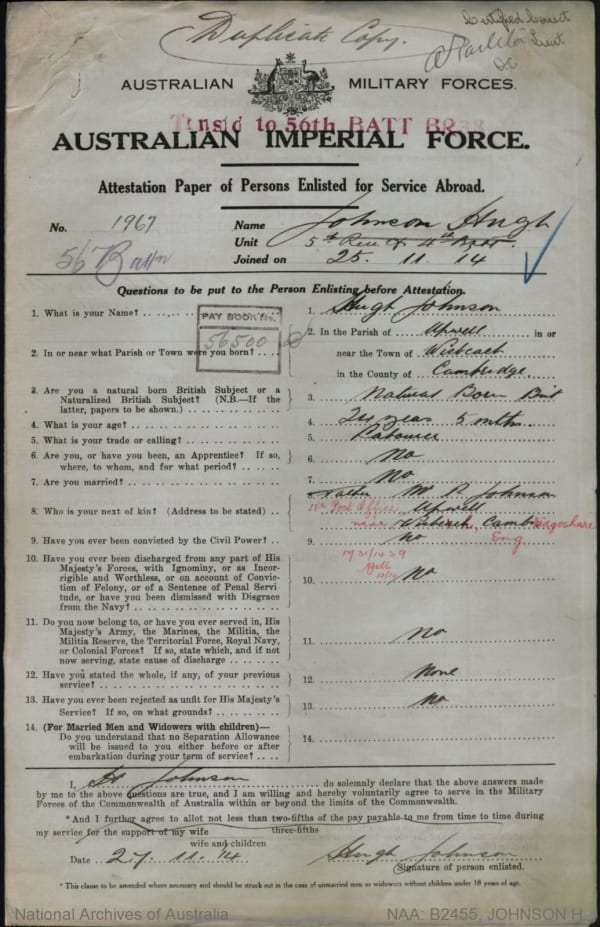 Duplicate Copy.
Certified Correct
Lieut
AUSTRALIAN MILITARY FORCES.
Transfd to 56th BATT
AUSTRALIAN IMPERIAL FORCE.
Attestation Paper of Persons Enlisted for Service Abroad.
No. 1967
Name Johnson Hugh
56 Battn
Unit 5th Rein 4th Battn.
Joined on 25. 11. 14
Questions to be put to the Person Enlisting before Attestation.
1. What is your Name? 1. Hugh Johnson
PAY BOOK No.
56500
2. In or near what Parish or Town were you born? 2. In the Parish of Upwell in or
near the Town of
in the County of Cambridge.
3. Are you a natural born British Subject or a
Naturalized British Subject? (N.B.—If the
latter, papers to be shown.) 3. Natural Born Brit
4. What is your age? 4. 24 years 5 mths.
5. What is your trade or calling? 5. Labourer
6. Are you, or have you been, an Apprentice? If so,
where, to whom, and for what period? 6. No
7. Are you married? 7. No
8. Who is your next of kin? (Address to be stated) 8. Father Johnson
Nr Post Office Upwell
near Wisbeach, Cambridgeshire
Eng
9. Have you ever been convicted by the Civil Power? 9. No
10. Have you ever been discharged from any part of His
Majesty's Forces, with Ignominy, or as Incor-
rigible and Worthless, or on account of Convic-
tion of Felony, or of a Sentence of Penal Servi-
tude, or have you been Dismissed with Disgrace
from the Navy? 10. No
11. Do you now belong to, or have you ever served in, His
Majesty's Army, the Marines, the Militia, the
Militia Reserve, the Territorial Force, Royal Navy,
or Colonial Forces? If so, state which, and if not
now serving, state cause of discharge 11. No
12. Have you stated the whole, if any, of your previous
service? 12. None
13. Have you ever been rejected as unfit for His Majesty's
Service? If so, on what grounds? 13. No
14. (For Married Men and Widowers with children)—
Do you understand that no Separation Allowance
will be issued to you either before or after
embarkation during your term of service? 14.
I, H Johnson do solemnly declare that the above answers made
by me to the above questions are true, and I am willing and hereby voluntarily agree to serve in the Military
Forces of the Commonwealth of Australia within or beyond the limits of the Commonwealth.
*And I further agree to allot not less than two-fifths of the pay payable to me from time to time during
three-fifths
my service for the support of my wife
wife and children
Date 27. 11. 14 Hugh Johnson
Signature of person enlisted.
* This clause to be amended where necessary and should be struck out in the case of unmarried men or widowers without children under 18 years of age.
National Archives of Australia NAA: B2455, JOHNSON H